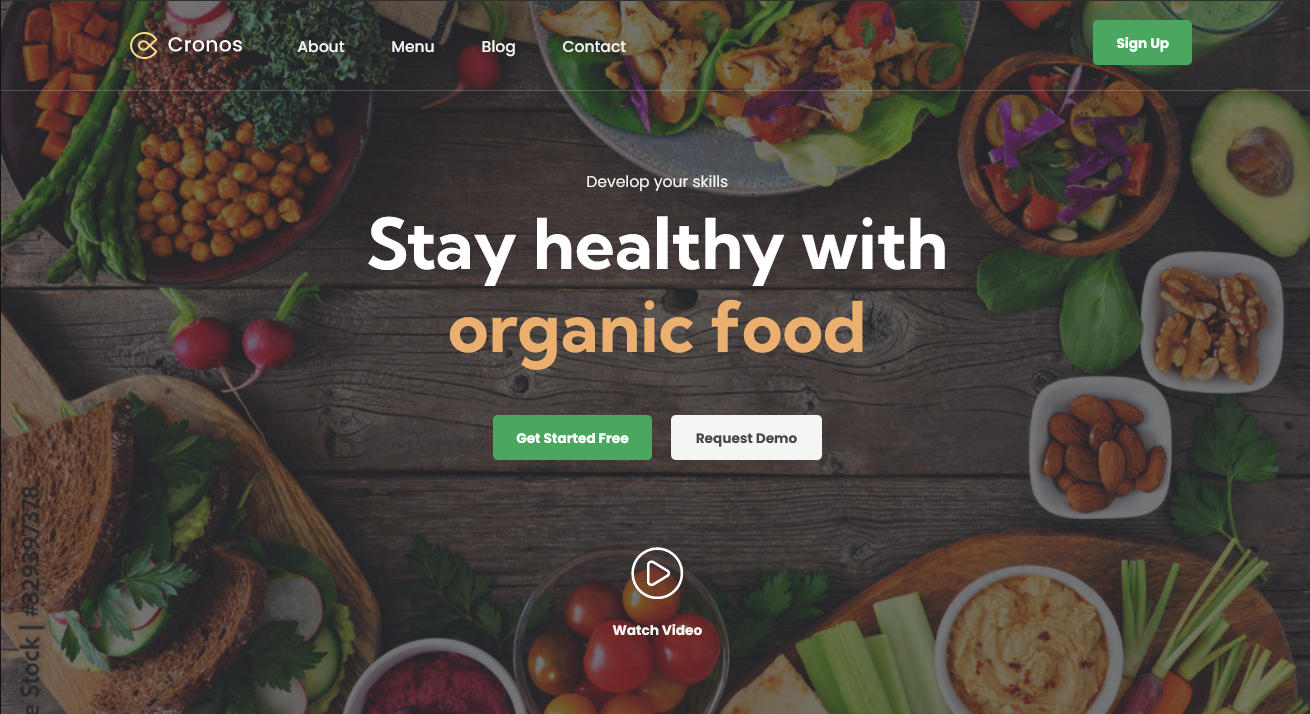 Cronos
About
Menu
Blog
Contact
Sign Up
Develop your skills
Stay healthy with
organic food
Get Started Free
Request Demo
Watch Video
e Stock | #829397378